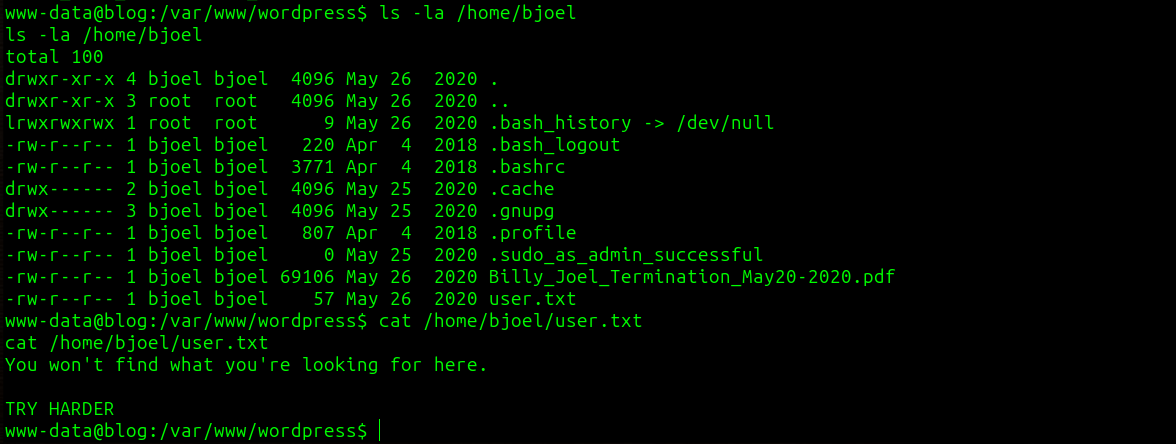 www-data@blog:/var/www/wordpress$ ls -la /home/bjoel
ls -la /home/bjoel
total 100
drwxr-xr-x 4 bjoel bjoel  4096 May 26  2020 .
drwxr-xr-x 3 root  root   4096 May 26  2020 ..
lrwxrwxrwx 1 root  root      9 May 26  2020 .bash_history -> /dev/null
-rw-r--r-- 1 bjoel bjoel   220 Apr  4  2018 .bash_logout
-rw-r--r-- 1 bjoel bjoel  3771 Apr  4  2018 .bashrc
drwx------ 2 bjoel bjoel  4096 May 25  2020 .cache
drwx------ 3 bjoel bjoel  4096 May 25  2020 .gnupg
-rw-r--r-- 1 bjoel bjoel   807 Apr  4  2018 .profile
-rw-r--r-- 1 bjoel bjoel     0 May 25  2020 .sudo_as_admin_successful
-rw-r--r-- 1 bjoel bjoel 69106 May 26  2020 Billy_Joel_Termination_May20-2020.pdf
-rw-r--r-- 1 bjoel bjoel    57 May 26  2020 user.txt
www-data@blog:/var/www/wordpress$ cat /home/bjoel/user.txt
cat /home/bjoel/user.txt
You won't find what you're looking for here.

TRY HARDER
www-data@blog:/var/www/wordpress$